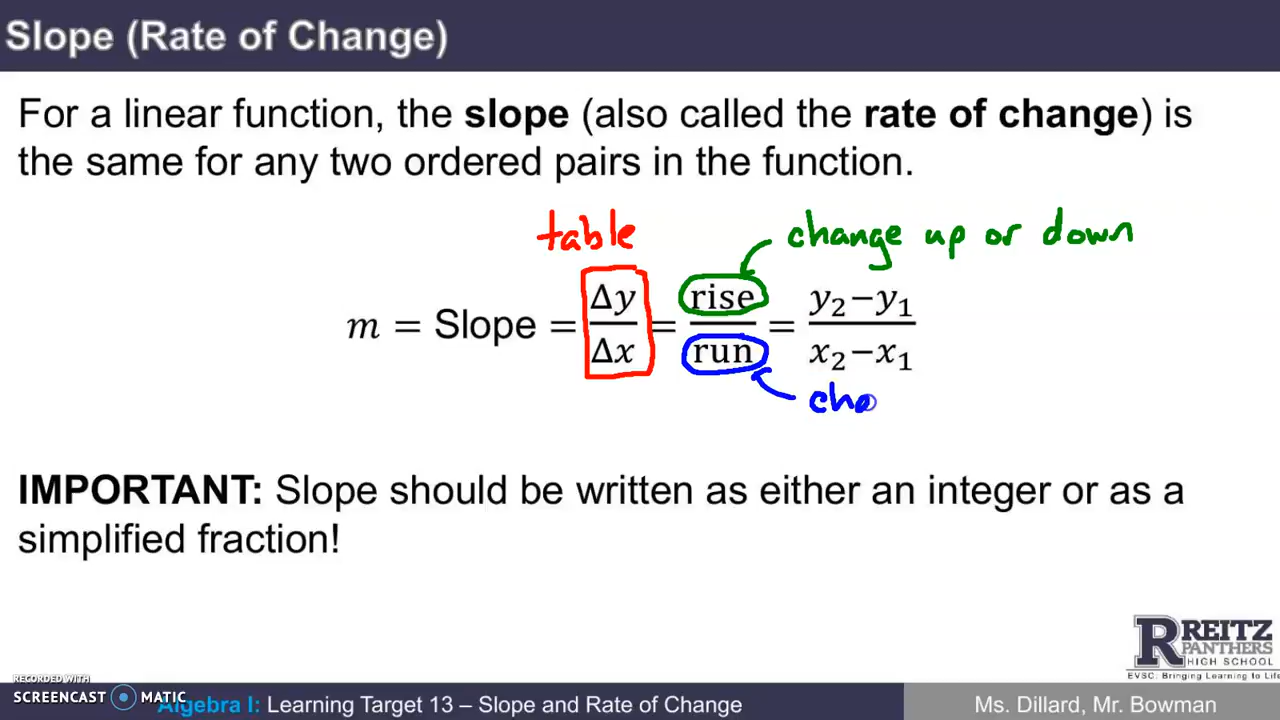 Slope (Rate of Change)
For a linear function, the slope (also called the rate of change) is
the same for any two ordered pairs in the function.
table
change up or down
m = Slope = Δy/Δx = rise/run = y₂−y₁/x₂−x₁
cha
IMPORTANT: Slope should be written as either an integer or as a
simplified fraction!
R REITZ
PANTHERS
HIGH SCHOOL
EVSC: Bringing Learning to Life
RECORDED WITH
SCREENCAST MATIC
Algebra I: Learning Target 13 – Slope and Rate of Change
Ms. Dillard, Mr. Bowman